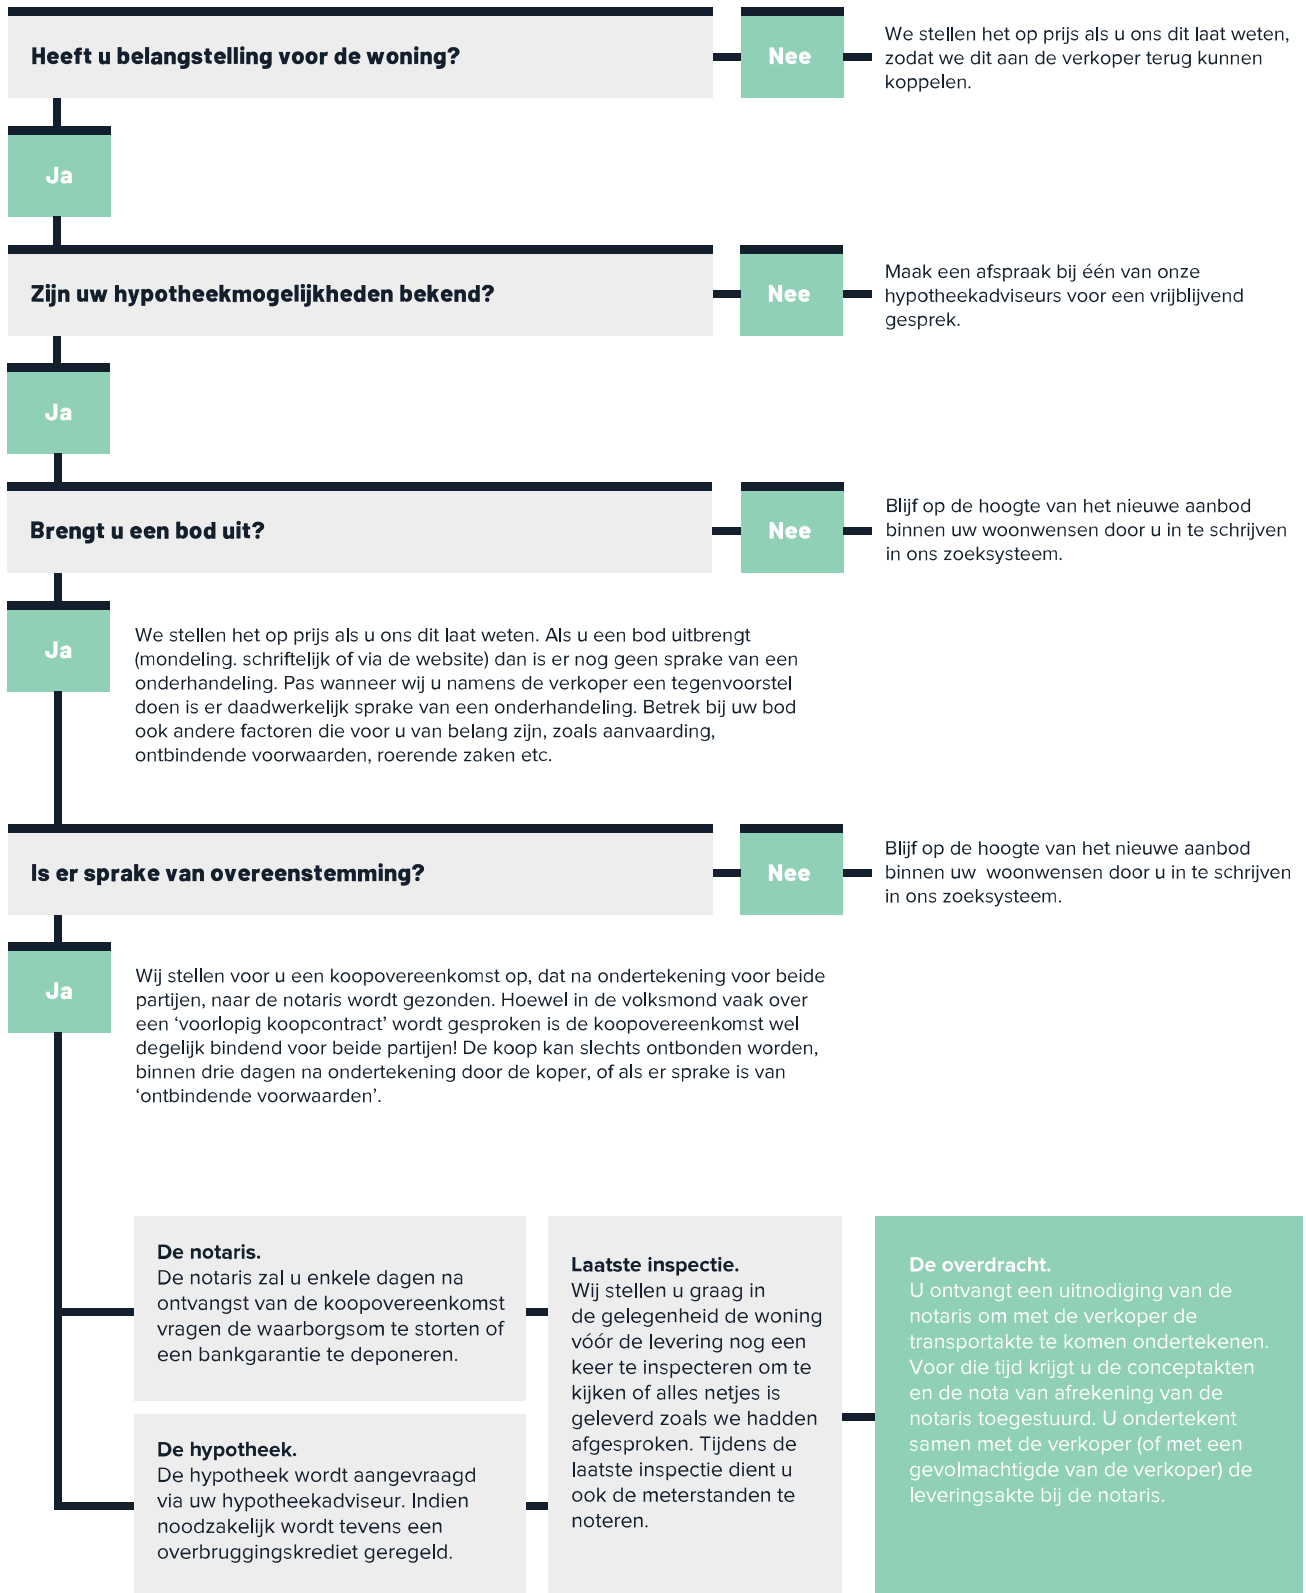 Heeft u belangstelling voor de woning?
Nee
We stellen het op prijs als u ons dit laat weten,
zodat we dit aan de verkoper terug kunnen
koppelen.
Ja
Zijn uw hypotheekmogelijkheden bekend?
Nee
Maak een afspraak bij één van onze
hypotheekadviseurs voor een vrijblijvend
gesprek.
Ja
Brengt u een bod uit?
Nee
Blijf op de hoogte van het nieuwe aanbod
binnen uw woonwensen door u in te schrijven
in ons zoeksysteem.
Ja
We stellen het op prijs als u ons dit laat weten. Als u een bod uitbrengt
(mondeling. schriftelijk of via de website) dan is er nog geen sprake van een
onderhandeling. Pas wanneer wij u namens de verkoper een tegenvoorstel
doen is er daadwerkelijk sprake van een onderhandeling. Betrek bij uw bod
ook andere factoren die voor u van belang zijn, zoals aanvaarding,
ontbindende voorwaarden, roerende zaken etc.
Is er sprake van overeenstemming?
Nee
Blijf op de hoogte van het nieuwe aanbod
binnen uw  woonwensen door u in te schrijven
in ons zoeksysteem.
Ja
Wij stellen voor u een koopovereenkomst op, dat na ondertekening voor beide
partijen, naar de notaris wordt gezonden. Hoewel in de volksmond vaak over
een ‘voorlopig koopcontract’ wordt gesproken is de koopovereenkomst wel
degelijk bindend voor beide partijen! De koop kan slechts ontbonden worden,
binnen drie dagen na ondertekening door de koper, of als er sprake is van
‘ontbindende voorwaarden’.
De notaris.
De notaris zal u enkele dagen na
ontvangst van de koopovereenkomst
vragen de waarborgsom te storten of
een bankgarantie te deponeren.
De hypotheek.
De hypotheek wordt aangevraagd
via uw hypotheekadviseur. Indien
noodzakelijk wordt tevens een
overbruggingskrediet geregeld.
Laatste inspectie.
Wij stellen u graag in
de gelegenheid de woning
vóór de levering nog een
keer te inspecteren om te
kijken of alles netjes is
geleverd zoals we hadden
afgesproken. Tijdens de
laatste inspectie dient u
ook de meterstanden te
noteren.
De overdracht.
U ontvangt een uitnodiging van de
notaris om met de verkoper de
transportakte te komen ondertekenen.
Voor die tijd krijgt u de conceptakten
en de nota van afrekening van de
notaris toegestuurd. U ondertekent
samen met de verkoper (of met een
gevolmachtigde van de verkoper) de
leveringsakte bij de notaris.